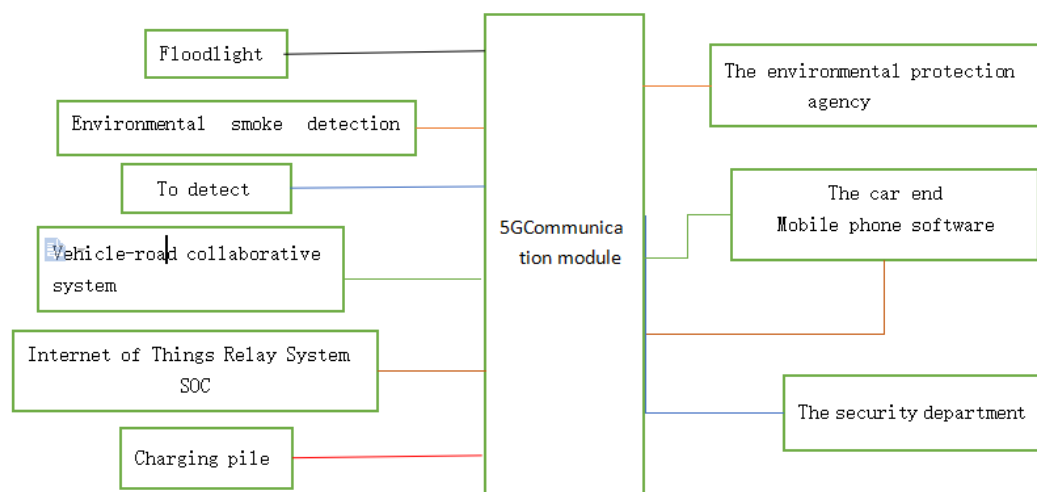 Floodlight
Environmental smoke detection
To detect
Vehicle-road collaborative
system
Internet of Things Relay System
SOC
Charging pile
5GCommunica
tion module
The environmental protection
agency
The car end
Mobile phone software
The security department